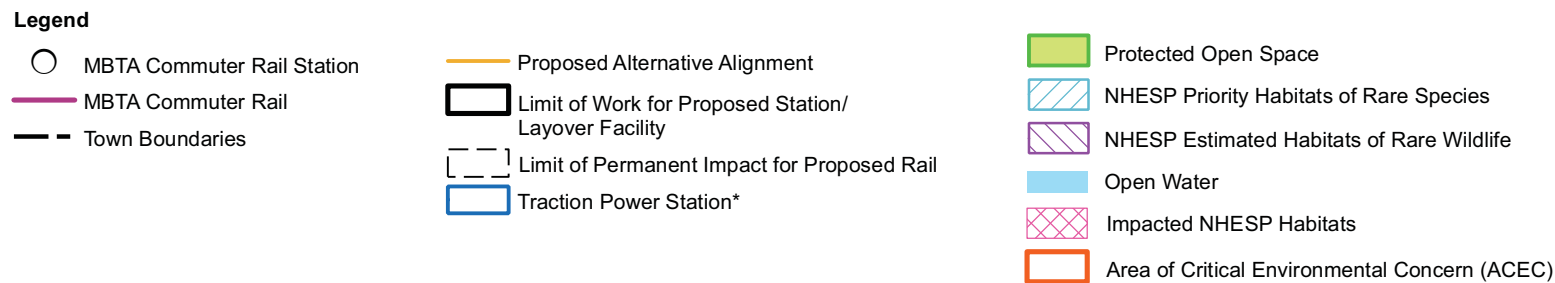 Legend
MBTA Commuter Rail Station
MBTA Commuter Rail
Town Boundaries
Proposed Alternative Alignment
Limit of Work for Proposed Station/
Layover Facility
Limit of Permanent Impact for Proposed Rail
Traction Power Station*
Protected Open Space
NHESP Priority Habitats of Rare Species
NHESP Estimated Habitats of Rare Wildlife
Open Water
Impacted NHESP Habitats
Area of Critical Environmental Concern (ACEC)